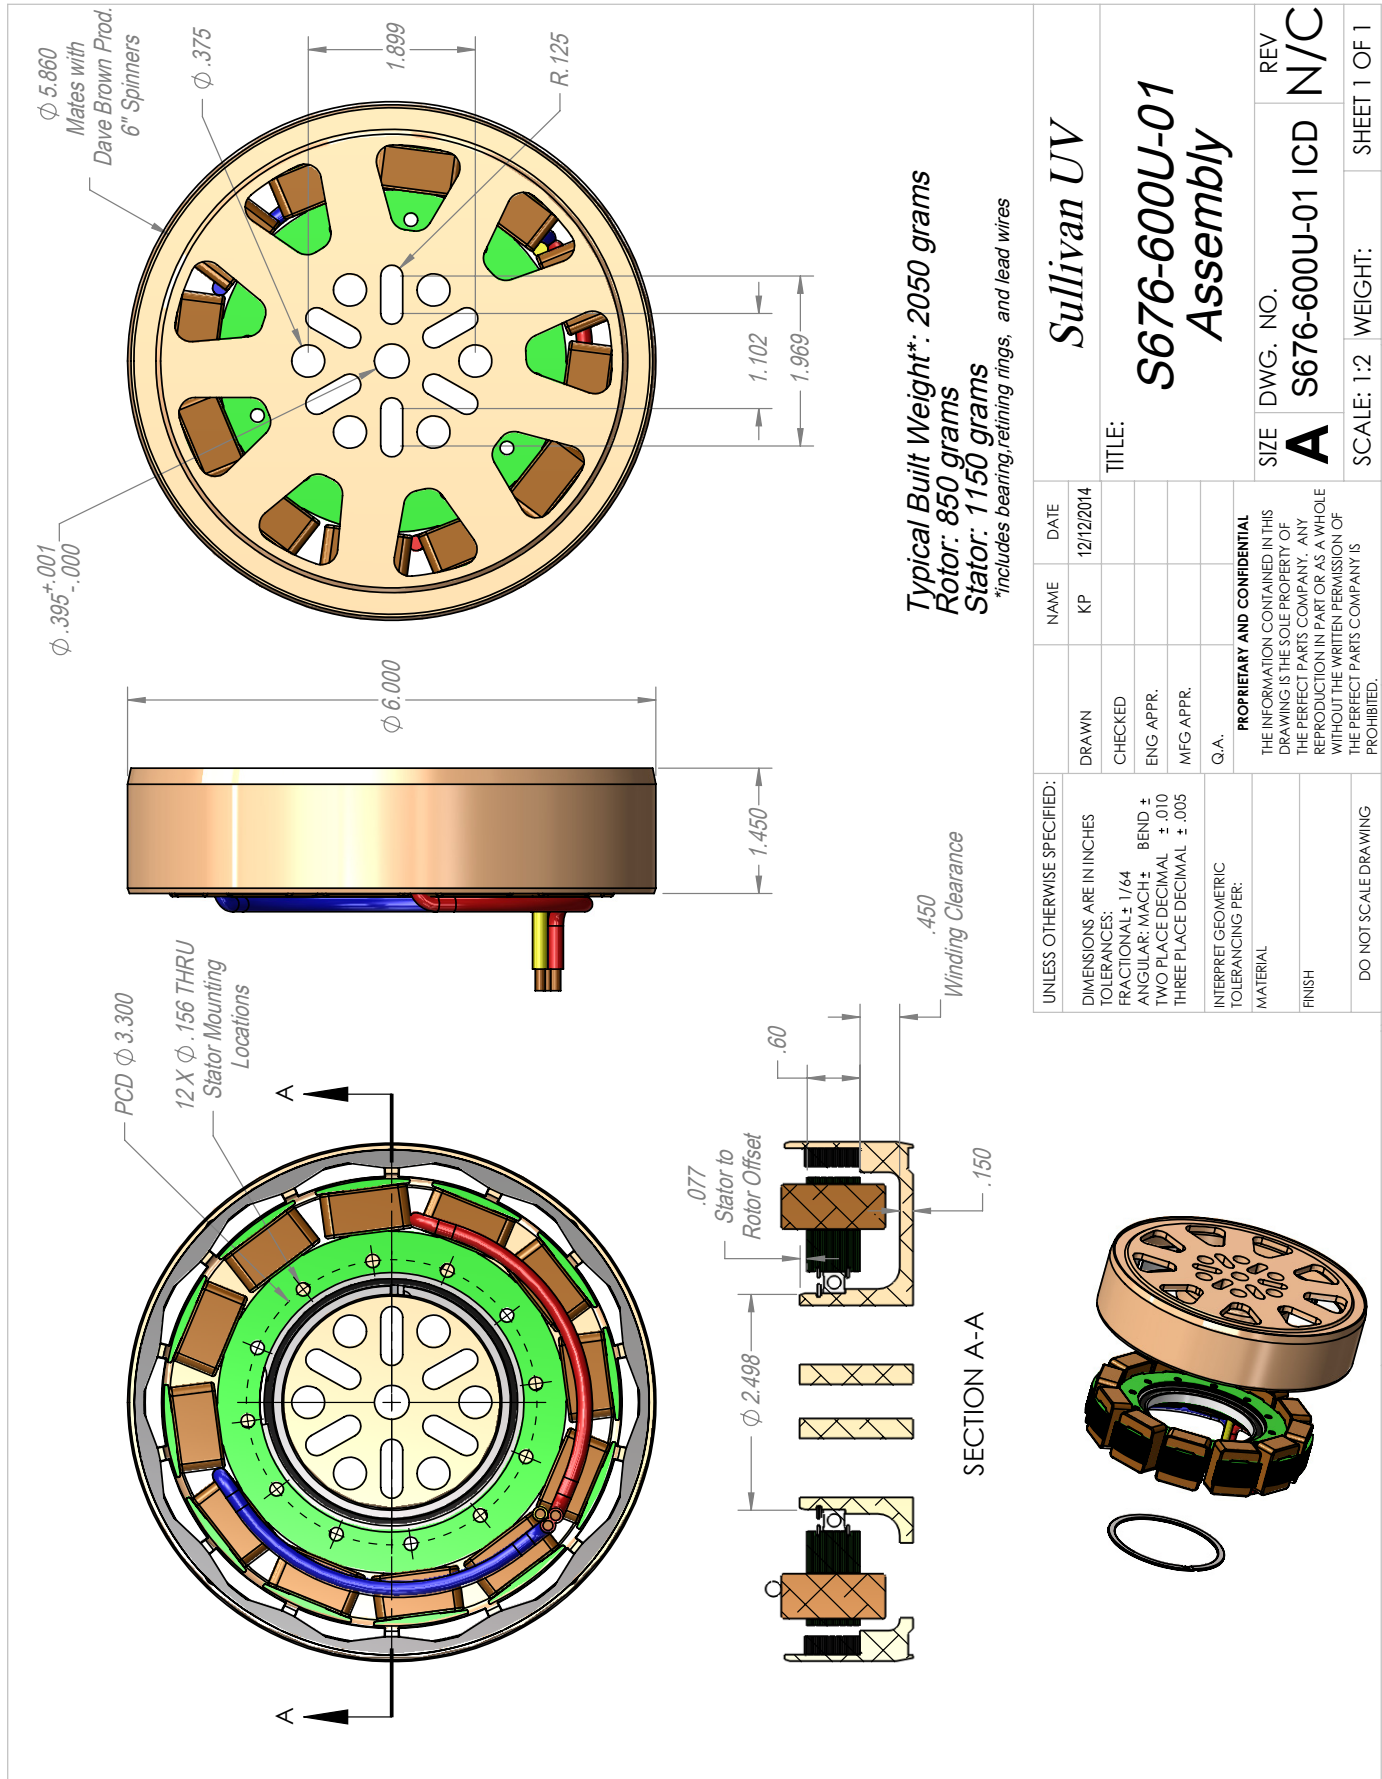 Ø 5.860
Mates with
Dave Brown Prod.
6" Spinners
Ø .375
1.899
R.125
Ø .395 +.001
-.000
1.102
1.969
Ø 6.000
1.450
PCD Ø 3.300
12 X Ø .156 THRU
Stator Mounting
Locations
A
A
.077
Stator to
Rotor Offset
.60
.450
Winding Clearance
.150
Ø 2.498
SECTION A-A
Typical Built Weight*: 2050 grams
Rotor: 850 grams
Stator: 1150 grams
*includes bearing,retining rings, and lead wires
UNLESS OTHERWISE SPECIFIED:
DIMENSIONS ARE IN INCHES
TOLERANCES:
FRACTIONAL± 1/64
ANGULAR: MACH± BEND ±
TWO PLACE DECIMAL ± .010
THREE PLACE DECIMAL ± .005
INTERPRET GEOMETRIC
TOLERANCING PER:
MATERIAL
FINISH
DO NOT SCALE DRAWING
NAME DATE
DRAWN KP 12/12/2014
CHECKED
ENG APPR.
MFG APPR.
Q.A.
PROPRIETARY AND CONFIDENTIAL
THE INFORMATION CONTAINED IN THIS
DRAWING IS THE SOLE PROPERTY OF
THE PERFECT PARTS COMPANY. ANY
REPRODUCTION IN PART OR AS A WHOLE
WITHOUT THE WRITTEN PERMISSION OF
THE PERFECT PARTS COMPANY IS
PROHIBITED.
Sullivan UV
TITLE:
S676-600U-01
Assembly
SIZE DWG. NO. REV
A S676-600U-01 ICD N/C
SCALE: 1:2 WEIGHT: SHEET 1 OF 1